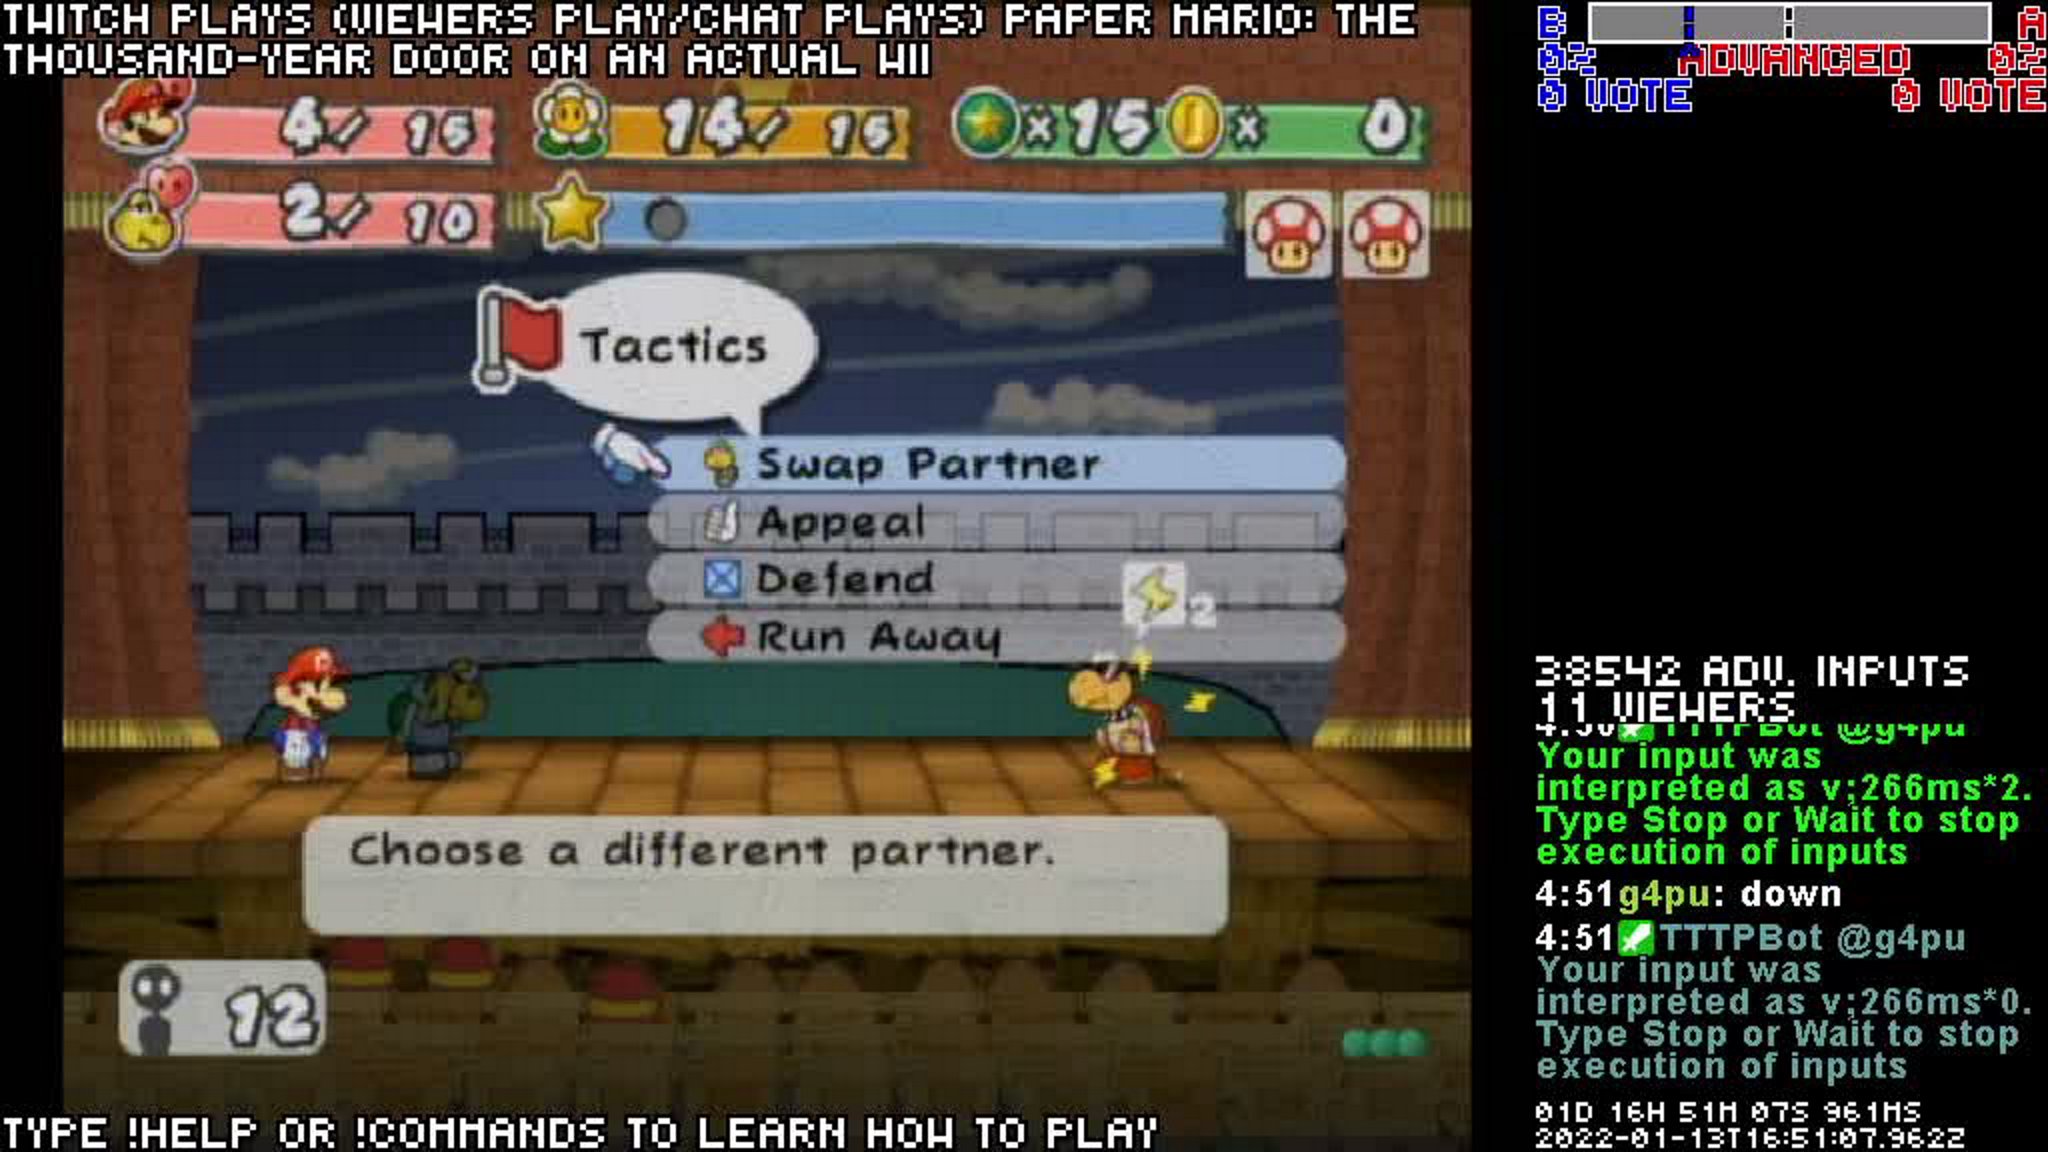 TWITCH PLAYS (VIEWERS PLAY/CHAT PLAYS) PAPER MARIO: THE
THOUSAND-YEAR DOOR ON AN ACTUAL WII
B
A
0% ADVANCED 0%
0 VOTE 0 VOTE
4/ 15
14/ 15
x 15 x 0
2/ 10
Tactics
Swap Partner
Appeal
Defend
2
Run Away
Choose a different partner.
12
38542 ADV. INPUTS
11 VIEWERS
4:50 TTTPBot @g4pu
Your input was
interpreted as v;266ms*2.
Type Stop or Wait to stop
execution of inputs
4:51g4pu: down
4:51 TTTPBot @g4pu
Your input was
interpreted as v;266ms*0.
Type Stop or Wait to stop
execution of inputs
01D 16H 51M 07S 961MS
2022-01-13T16:51:07.962Z
TYPE !HELP OR !COMMANDS TO LEARN HOW TO PLAY